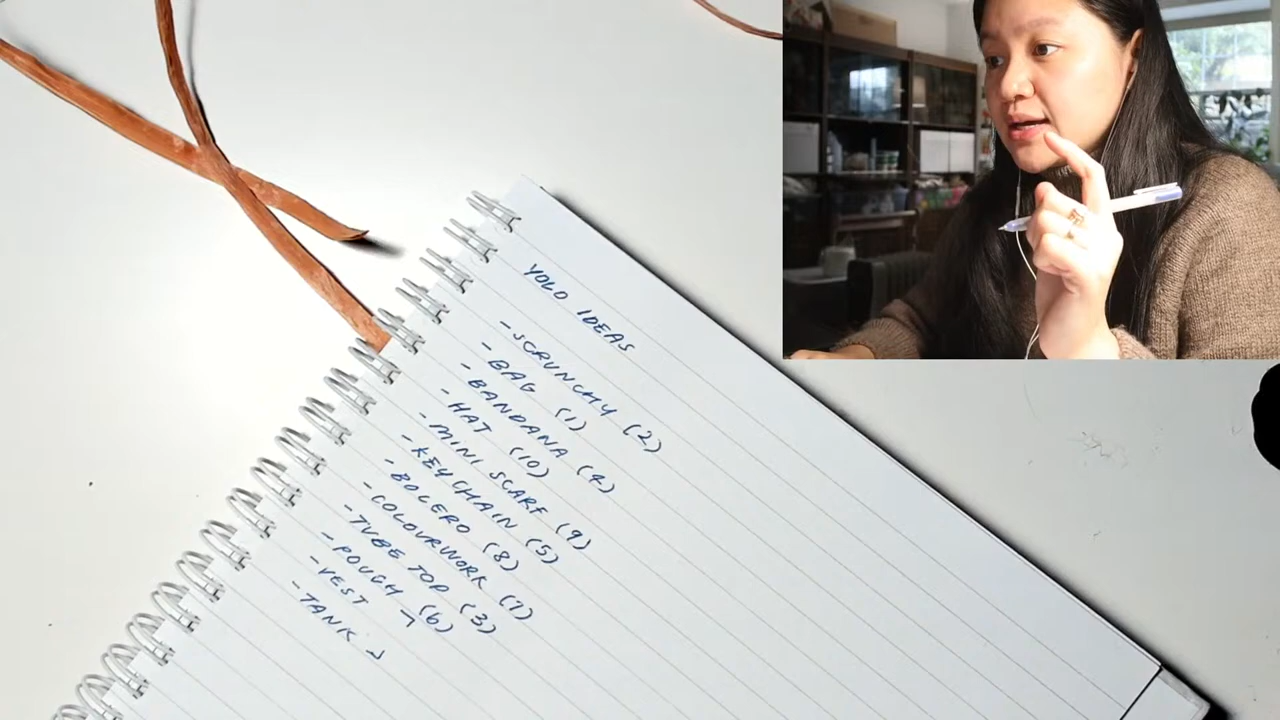 YOLO IDEAS
- SCRUNCHY (2)
- BAG (1)
- BANDANA (4)
- HAT (10)
- MINI SCARF (9)
- KEYCHAIN (5)
- BOLERO (8)
- COLOURWORK (7)
- TUBE TOP (3)
- POUCH (6)
- VEST
- TANK